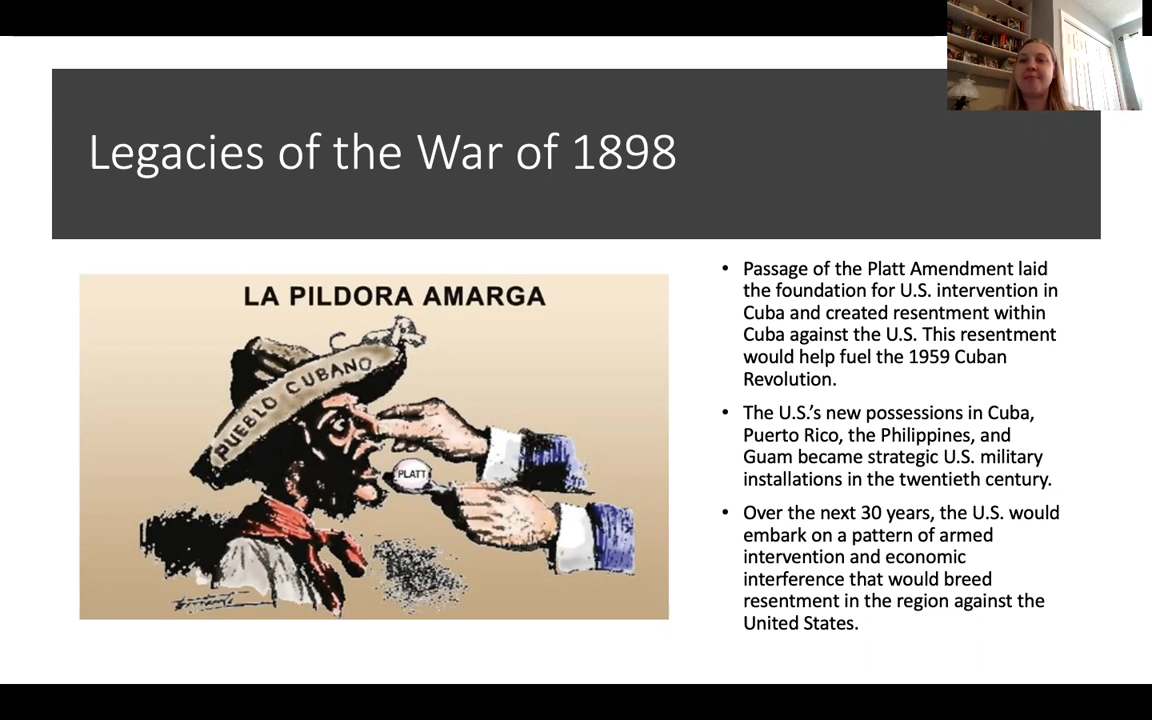 Legacies of the War of 1898
LA PILDORA AMARGA
PUEBLO CUBANO
PLATT
• Passage of the Platt Amendment laid
the foundation for U.S. intervention in
Cuba and created resentment within
Cuba against the U.S. This resentment
would help fuel the 1959 Cuban
Revolution.
• The U.S.’s new possessions in Cuba,
Puerto Rico, the Philippines, and
Guam became strategic U.S. military
installations in the twentieth century.
• Over the next 30 years, the U.S. would
embark on a pattern of armed
intervention and economic
interference that would breed
resentment in the region against the
United States.